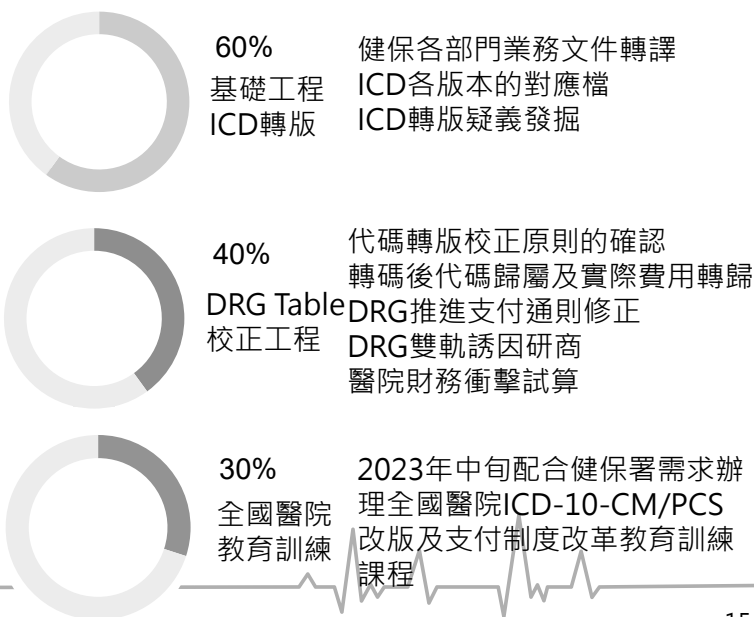 60%
基礎工程
ICD轉版
健保各部門業務文件轉譯
ICD各版本的對應檔
ICD轉版疑義發掘
40%
DRG Table
校正工程
代碼轉版校正原則的確認
轉碼後代碼歸屬及實際費用轉歸
DRG推進支付通則修正
DRG雙軌誘因研商
醫院財務衝擊試算
30%
全國醫院
教育訓練
2023年中旬配合健保署需求辦
理全國醫院ICD-10-CM/PCS
改版及支付制度改革教育訓練
課程
15